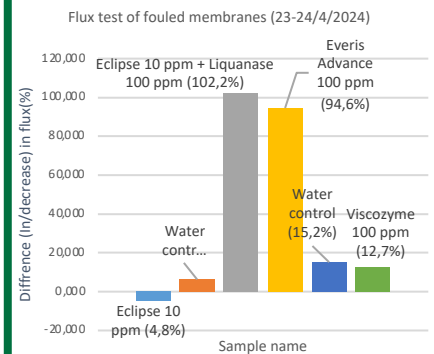 Flux test of fouled membranes (23-24/4/2024)
Diffrence (In/decrease) in flux(%)
120,000
100,000
80,000
60,000
40,000
20,000
0,000
-20,000
Eclipse 10 ppm + Liquanase
100 ppm (102,2%)
Everis
Advance
100 ppm
(94,6%)
Water
contr...
Water
control
(15,2%)
Viscozyme
100 ppm
(12,7%)
Eclipse 10
ppm (4,8%)
Sample name